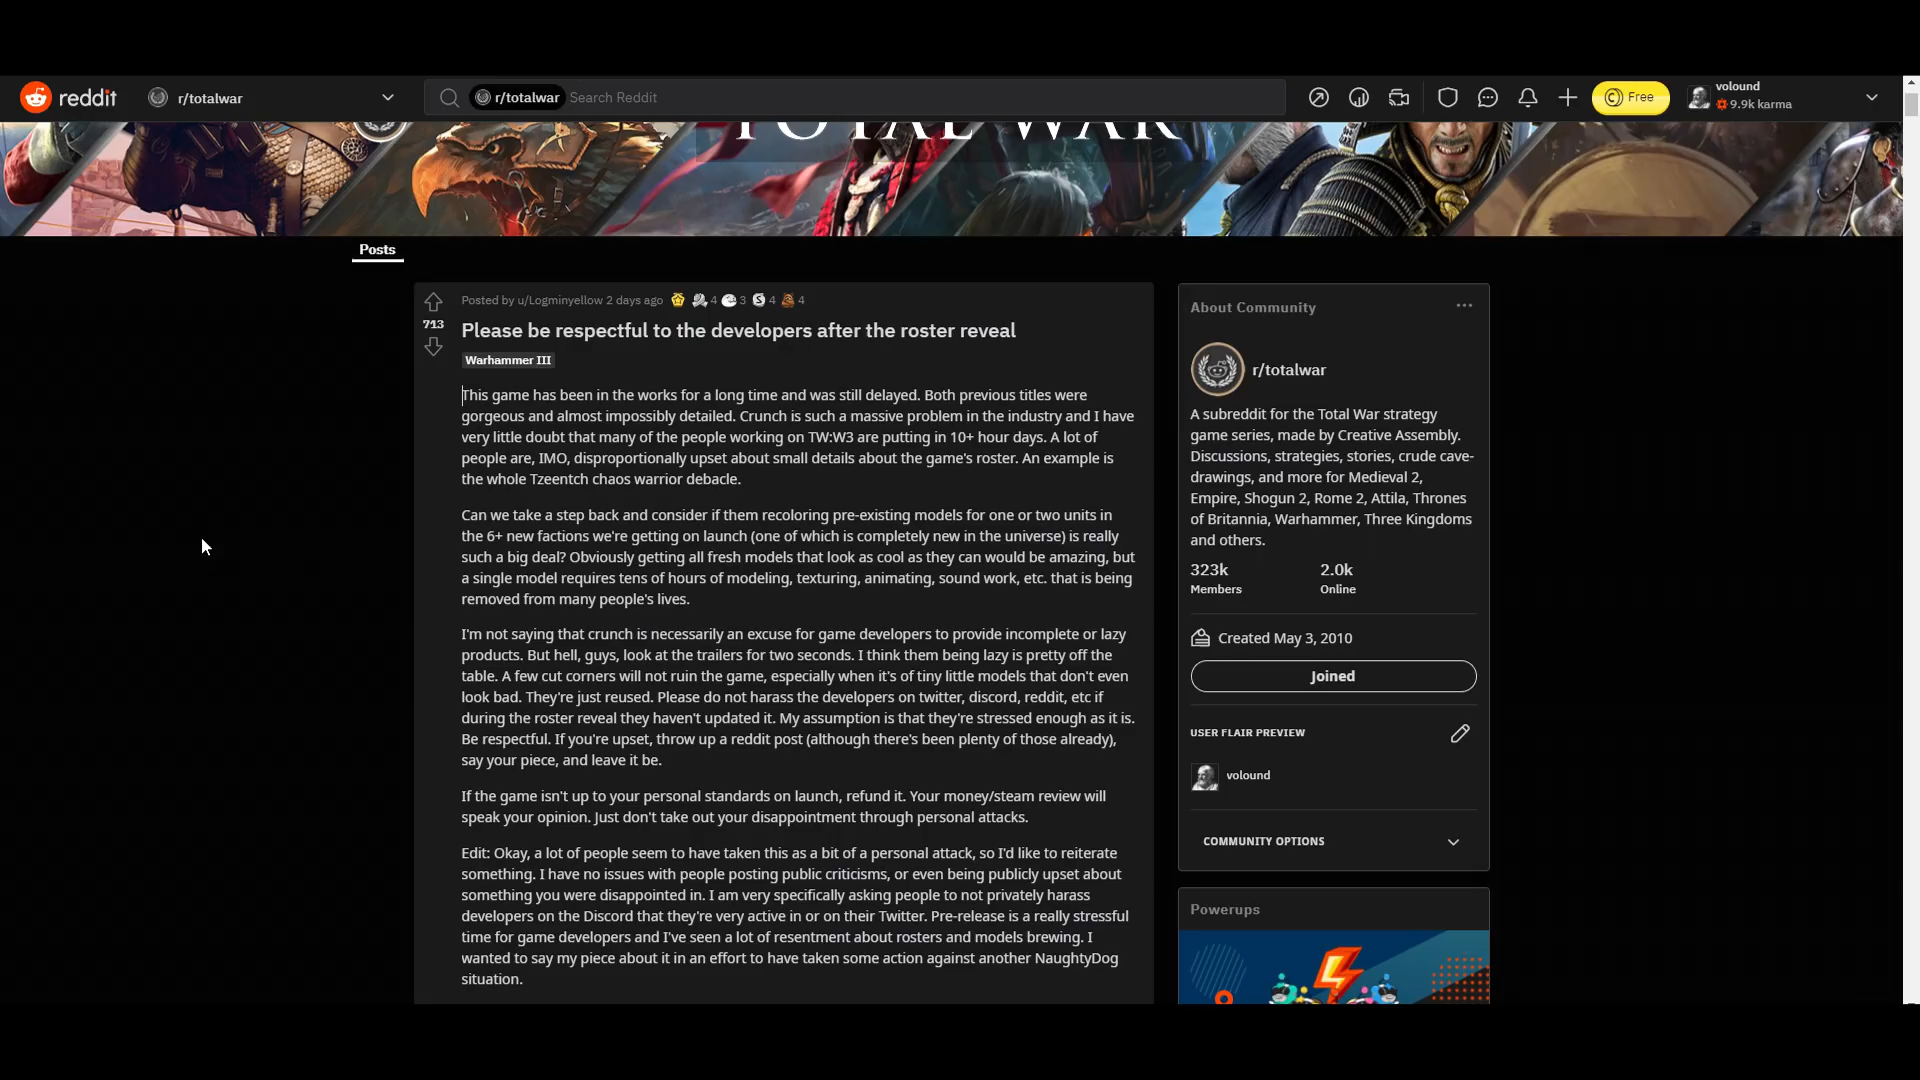 reddit
r/totalwar
r/totalwar Search Reddit
Free
volound
9.9k karma
TOTAL WAR
Posts
Posted by u/Logminyellow 2 days ago 4 3 4 4
713
Please be respectful to the developers after the roster reveal
Warhammer III
This game has been in the works for a long time and was still delayed. Both previous titles were
gorgeous and almost impossibly detailed. Crunch is such a massive problem in the industry and I have
very little doubt that many of the people working on TW:W3 are putting in 10+ hour days. A lot of
people are, IMO, disproportionally upset about small details about the game's roster. An example is
the whole Tzeentch chaos warrior debacle.
Can we take a step back and consider if them recoloring pre-existing models for one or two units in
the 6+ new factions we're getting on launch (one of which is completely new in the universe) is really
such a big deal? Obviously getting all fresh models that look as cool as they can would be amazing, but
a single model requires tens of hours of modeling, texturing, animating, sound work, etc. that is being
removed from many people's lives.
I'm not saying that crunch is necessarily an excuse for game developers to provide incomplete or lazy
products. But hell, guys, look at the trailers for two seconds. I think them being lazy is pretty off the
table. A few cut corners will not ruin the game, especially when it's of tiny little models that don't even
look bad. They're just reused. Please do not harass the developers on twitter, discord, reddit, etc if
during the roster reveal they haven't updated it. My assumption is that they're stressed enough as it is.
Be respectful. If you're upset, throw up a reddit post (although there's been plenty of those already),
say your piece, and leave it be.
If the game isn't up to your personal standards on launch, refund it. Your money/steam review will
speak your opinion. Just don't take out your disappointment through personal attacks.
Edit: Okay, a lot of people seem to have taken this as a bit of a personal attack, so I'd like to reiterate
something. I have no issues with people posting public criticisms, or even being publicly upset about
something you were disappointed in. I am very specifically asking people to not privately harass
developers on the Discord that they're very active in or on their Twitter. Pre-release is a really stressful
time for game developers and I've seen a lot of resentment about rosters and models brewing. I
wanted to say my piece about it in an effort to have taken some action against another NaughtyDog
situation.
About Community
r/totalwar
A subreddit for the Total War strategy
game series, made by Creative Assembly.
Discussions, strategies, stories, crude cave-
drawings, and more for Medieval 2,
Empire, Shogun 2, Rome 2, Attila, Thrones
of Britannia, Warhammer, Three Kingdoms
and others.
323k 2.0k
Members Online
Created May 3, 2010
Joined
USER FLAIR PREVIEW
volound
COMMUNITY OPTIONS
Powerups